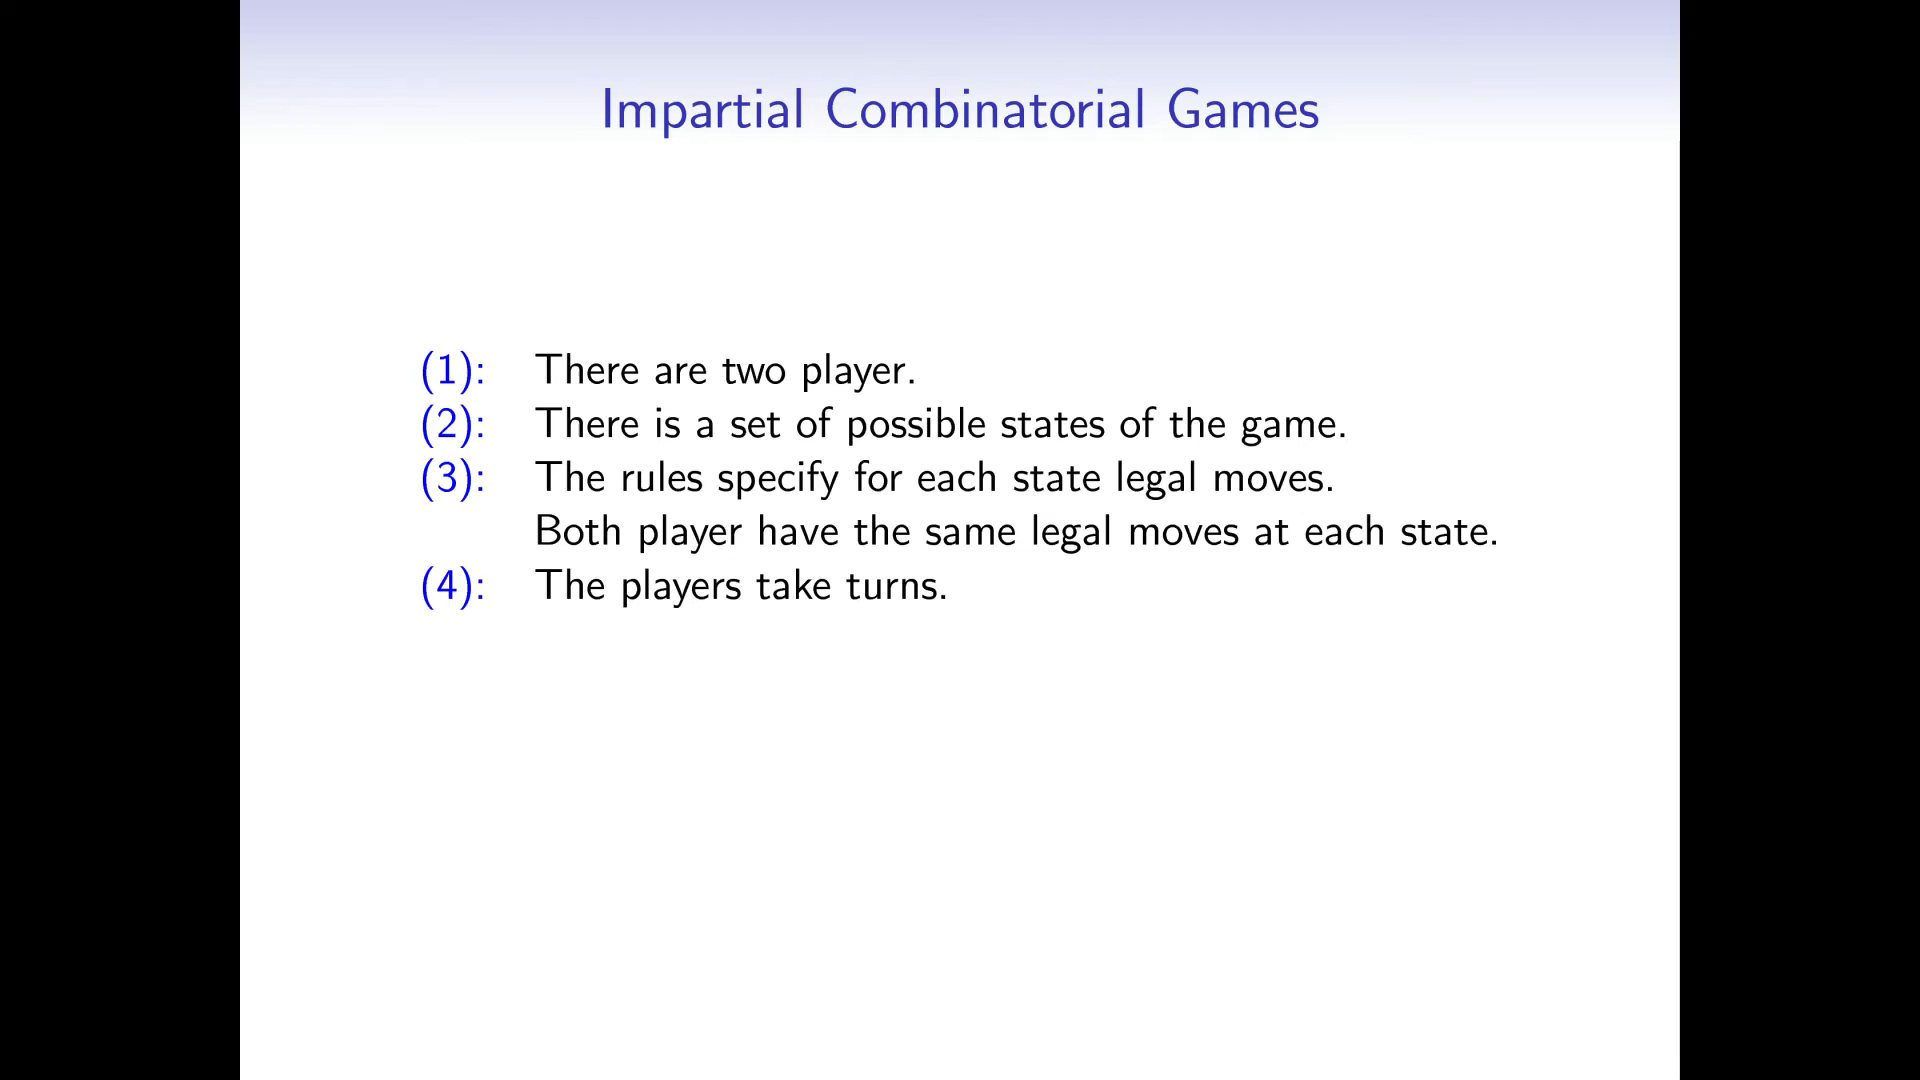 Impartial Combinatorial Games
(1): There are two player.
(2): There is a set of possible states of the game.
(3): The rules specify for each state legal moves.
Both player have the same legal moves at each state.
(4): The players take turns.